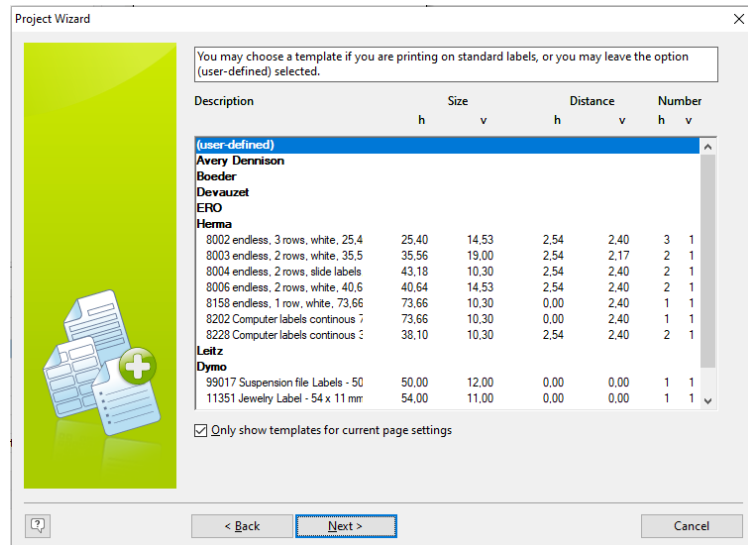 Project Wizard
You may choose a template if you are printing on standard labels, or you may leave the option
(user-defined) selected.
Description Size Distance Number
h v h v h v
(user-defined)
Avery Dennison
Boeder
Devauzet
ERO
Herma
8002 endless, 3 rows, white, 25,4 25,40 14,53 2,54 2,40 3 1
8003 endless, 2 rows, white, 35,5 35,56 19,00 2,54 2,17 2 1
8004 endless, 2 rows, slide labels 43,18 10,30 2,54 2,40 2 1
8006 endless, 2 rows, white, 40,6 40,64 14,53 2,54 2,40 2 1
8158 endless, 1 row, white, 73,66 73,66 10,30 0,00 2,40 1 1
8202 Computer labels continous 7 73,66 10,30 0,00 2,40 1 1
8228 Computer labels continous 3 38,10 10,30 2,54 2,40 2 1
Leitz
Dymo
99017 Suspension file Labels - 50 50,00 12,00 0,00 0,00 1 1
11351 Jewelry Label - 54 x 11 mm 54,00 11,00 0,00 0,00 1 1
Only show templates for current page settings
< Back Next > Cancel